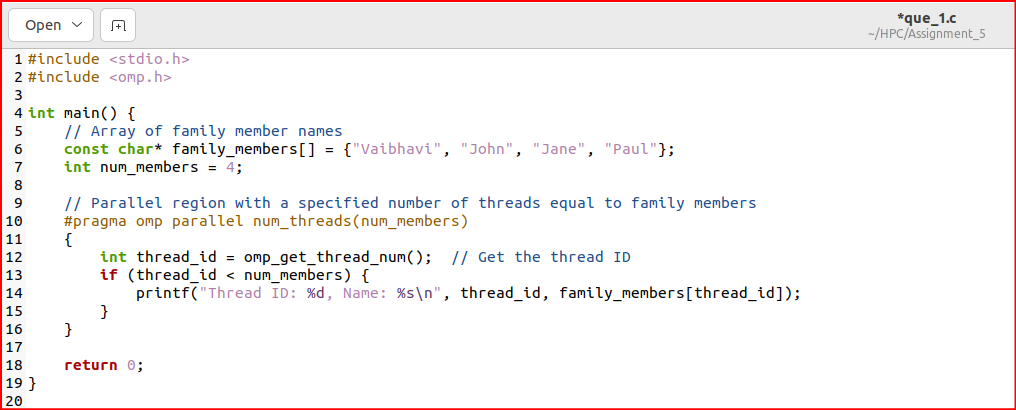 Open
*que_1.c
~/HPC/Assignment_5
1 #include <stdio.h>
2 #include <omp.h>
3
4 int main() {
5     // Array of family member names
6     const char* family_members[] = {"Vaibhavi", "John", "Jane", "Paul"};
7     int num_members = 4;
8
9     // Parallel region with a specified number of threads equal to family members
10     #pragma omp parallel num_threads(num_members)
11     {
12         int thread_id = omp_get_thread_num();  // Get the thread ID
13         if (thread_id < num_members) {
14             printf("Thread ID: %d, Name: %s\n", thread_id, family_members[thread_id]);
15         }
16     }
17
18     return 0;
19 }
20